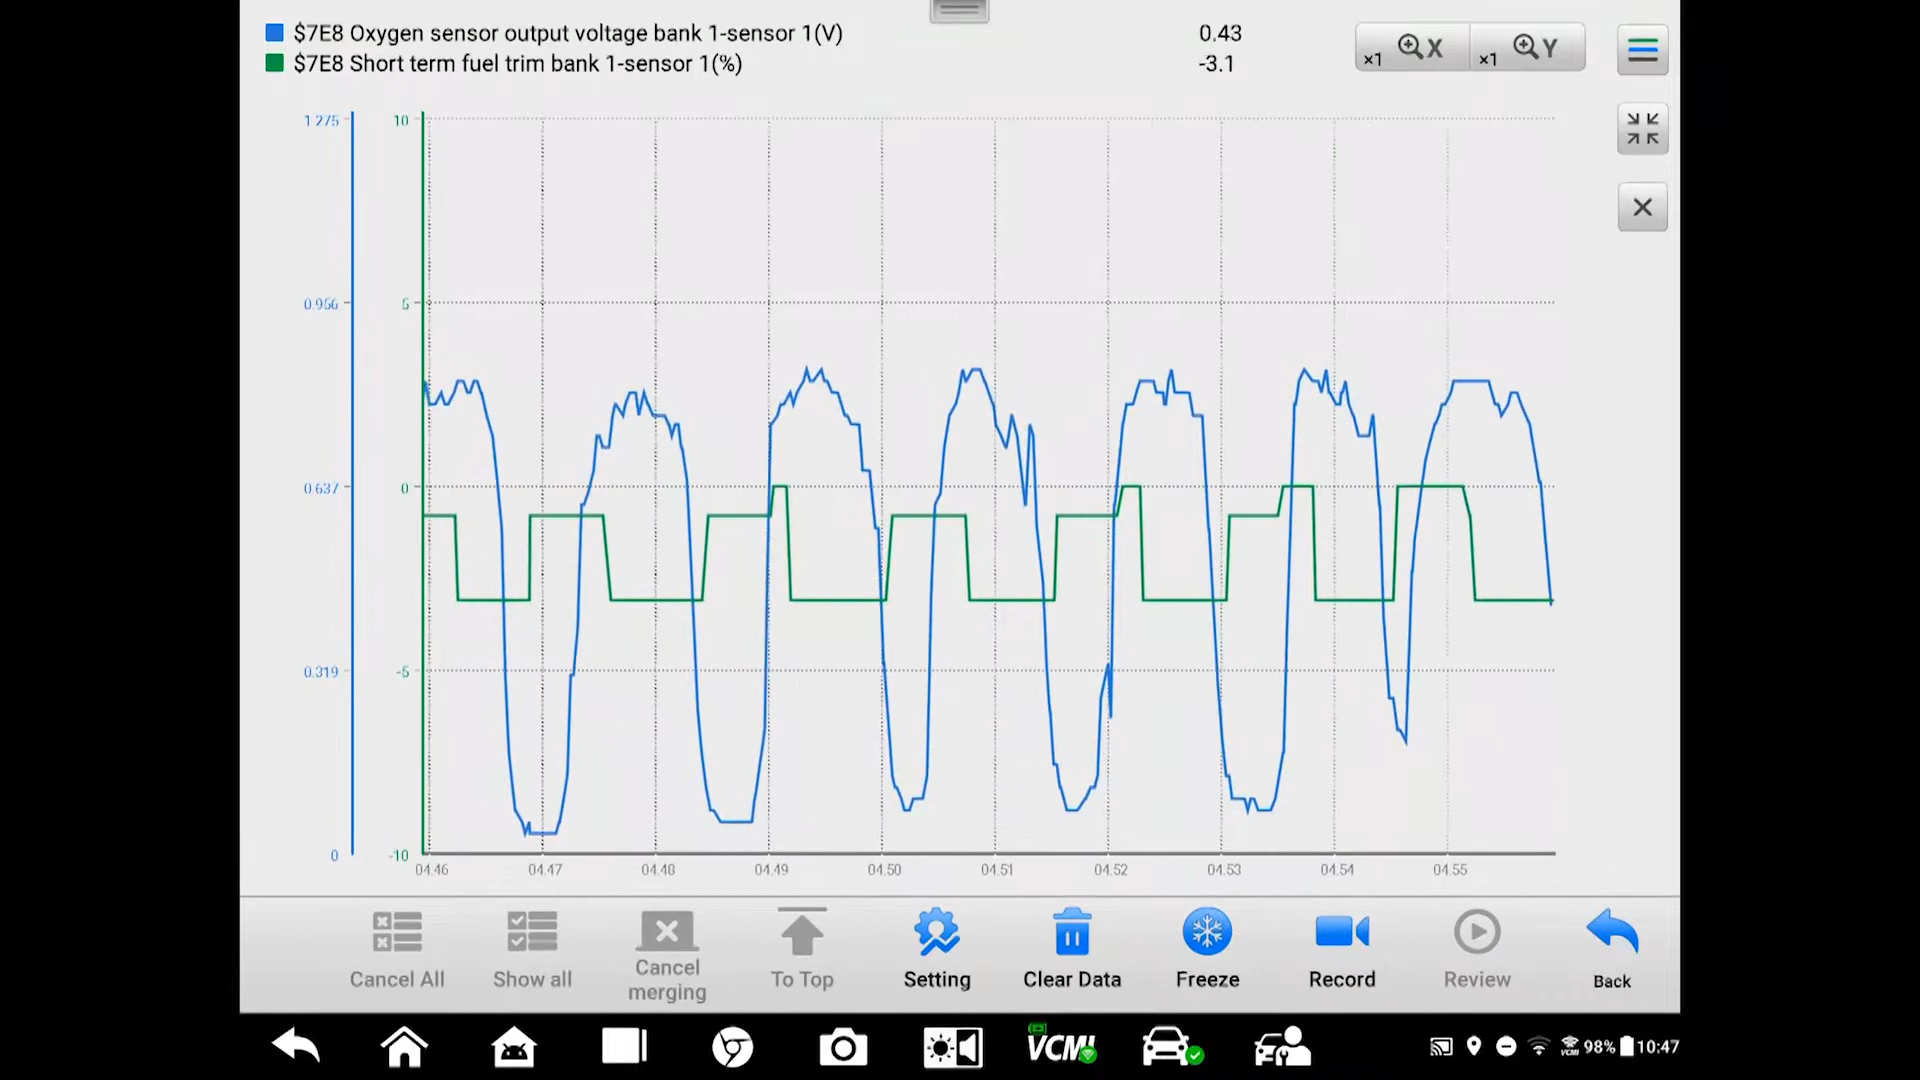 $7E8 Oxygen sensor output voltage bank 1-sensor 1(V) 0.43
$7E8 Short term fuel trim bank 1-sensor 1(%) -3.1
×1 X ×1 Y
1.275 10
0.956 5
0.637 0
0.319 -5
0 -10
04.46 04.47 04.48 04.49 04.50 04.51 04.52 04.53 04.54 04.55
Cancel All
Show all
Cancel
merging
To Top
Setting
Clear Data
Freeze
Record
Review
Back
VCMI
VCMI 98% 10:47